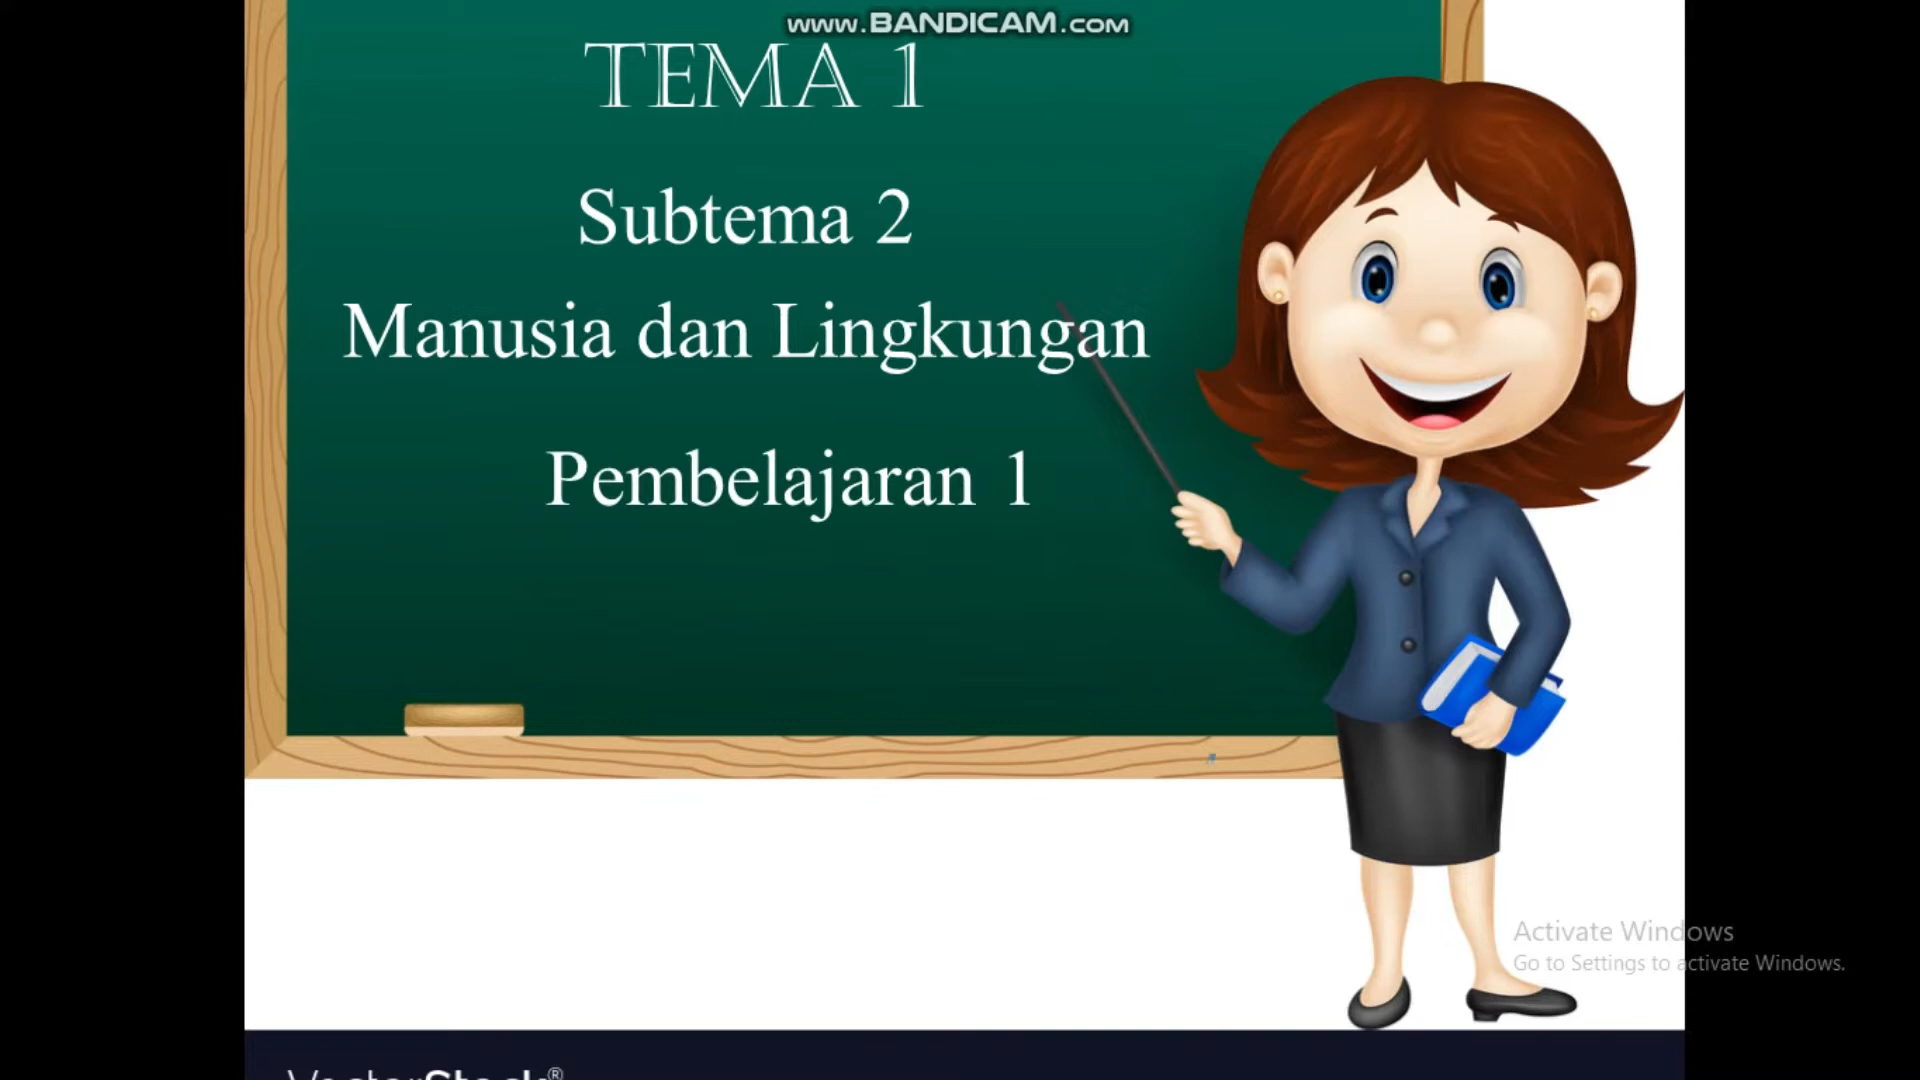 www.BANDICAM.com
TEMA 1
Subtema 2
Manusia dan Lingkungan
Pembelajaran 1
Activate Windows
Go to Settings to activate Windows.
VectorStock®